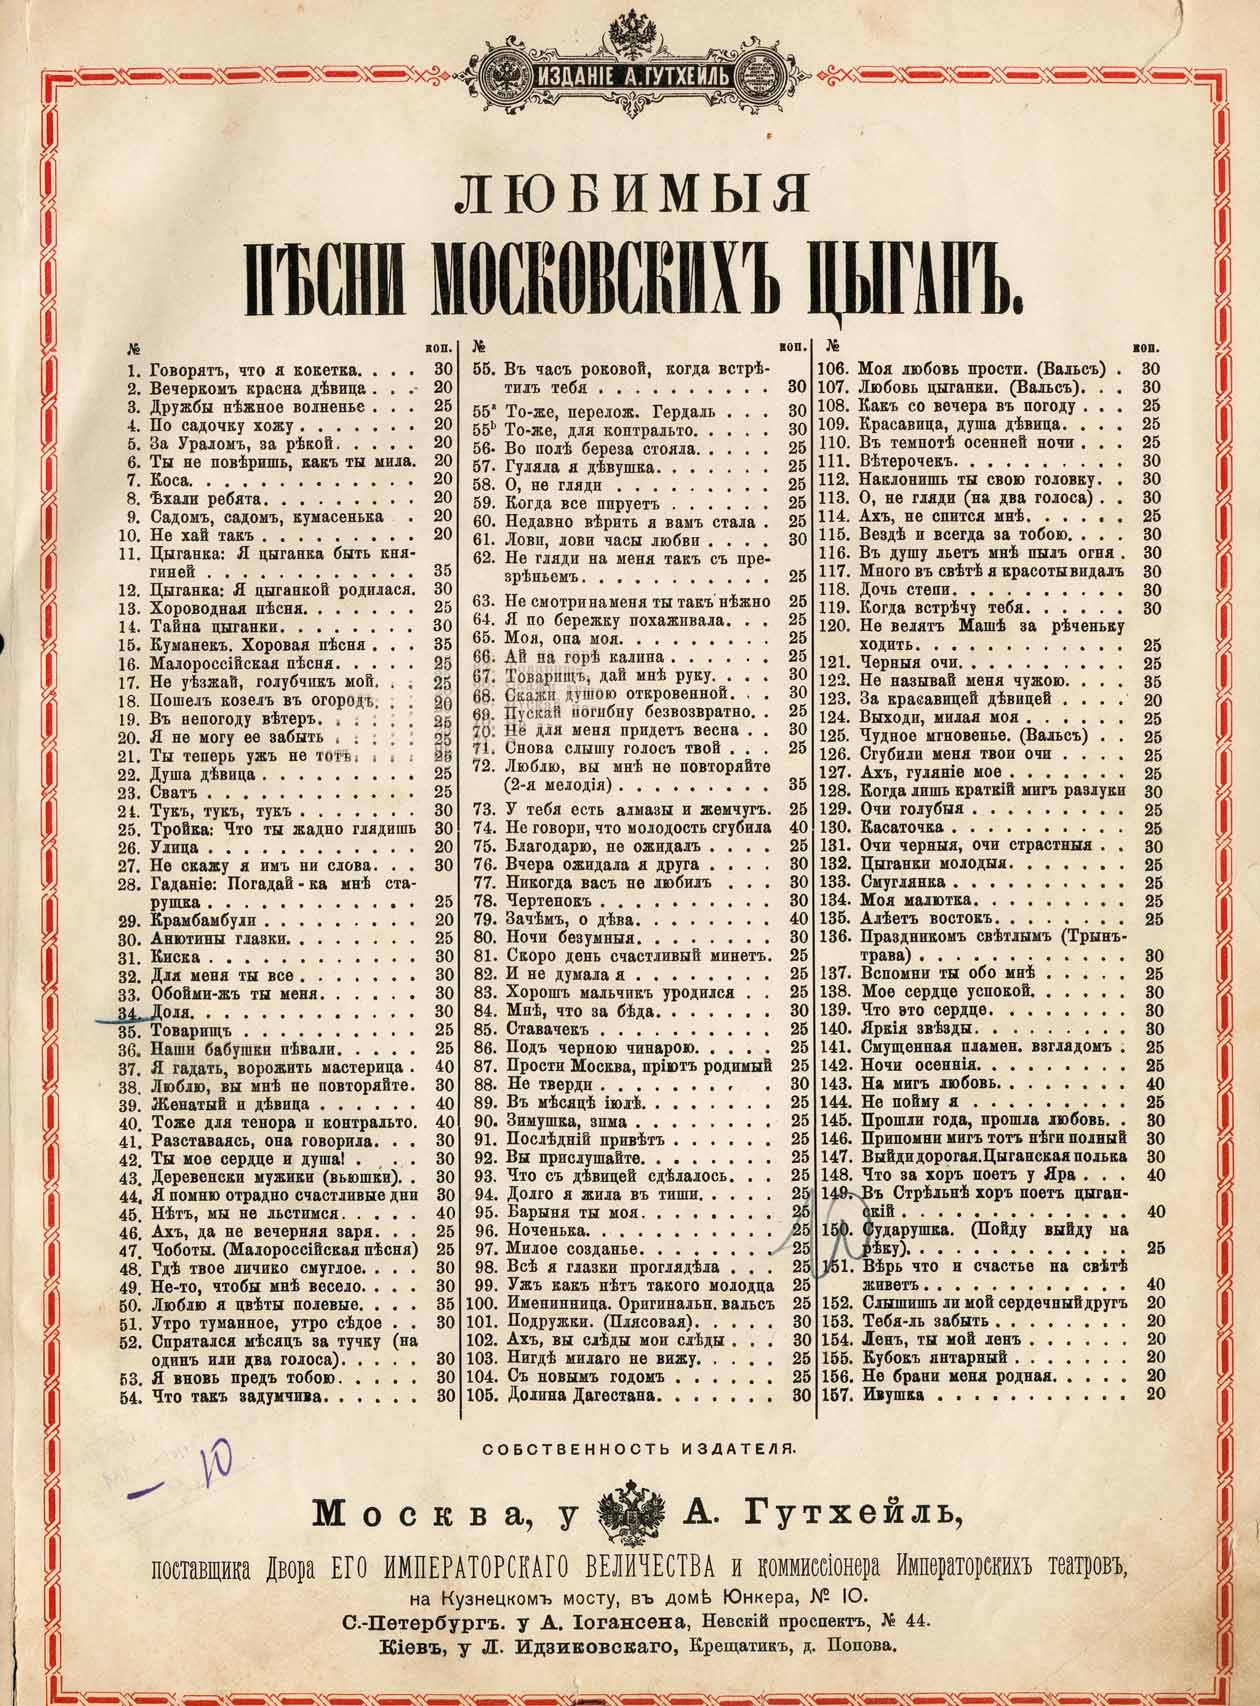 ИЗДАНІЕ А. ГУТХЕЙЛЬ
ЛЮБИМЫЯ
ПѢСНИ МОСКОВСКИХЪ ЦЫГАНЪ.
№ коп.
1. Говорятъ, что я кокетка. . . . 30
2. Вечеркомъ красна дѣвица . . . 20
3. Дружбы нѣжное волненье . . . 25
4. По садочку хожу . . . . . . . 20
5. За Ураломъ, за рѣкой. . . . . 20
6. Ты не повѣришь, какъ ты мила. 20
7. Коса. . . . . . . . . . . . 20
8. Ѣхали ребята. . . . . . . . . 20
9. Садомъ, садомъ, кумасенька . 20
10. Не хай такъ . . . . . . . . . 20
11. Цыганка: Я цыганка быть кня-
гиней . . . . . . . . . . . . 35
12. Цыганка: Я цыганкой родилася. 30
13. Хороводная пѣсня. . . . . . . 25
14. Тайна цыганки. . . . . . . . 30
15. Куманекъ. Хоровая пѣсня . . . 35
16. Малороссійская пѣсня. . . . . 25
17. Не уѣзжай, голубчикъ мой. . . 25
18. Пошелъ козелъ въ огородъ. . . 20
19. Въ непогоду вѣтеръ. . . . . . 25
20. Я не могу ее забыть . . . . . 25
21. Ты теперь ужъ не тотъ. . . . 25
22. Душа дѣвица . . . . . . . . . 25
23. Сватъ . . . . . . . . . . . . 25
24. Тукъ, тукъ, тукъ . . . . . . . 30
25. Тройка: Что ты жадно глядишь 30
26. Улица . . . . . . . . . . . . 20
27. Не скажу я имъ ни слова. . . 30
28. Гаданіе: Погадай-ка мнѣ ста-
рушка . . . . . . . . . . . . 25
29. Крамбамбули . . . . . . . . . 20
30. Анютины глазки. . . . . . . . 25
31. Киска . . . . . . . . . . . . 30
32. Для меня ты все . . . . . . . 30
33. Обойми-жъ ты меня. . . . . . 30
34. Доля. . . . . . . . . . . . . 30
35. Товарищъ . . . . . . . . . . 25
36. Наши бабушки пѣвали. . . . . 25
37. Я гадать, ворожить мастерица . 40
38. Люблю, вы мнѣ не повторяйте. 30
39. Женатый и дѣвица . . . . . . 40
40. Тоже для тенора и контральто. 40
41. Разставаясь, она говорила. . . 30
42. Ты мое сердце и душа! . . . . 30
43. Деревенски мужики (вьюшки). . 30
44. Я помню отрадно счастливые дни 30
45. Нѣтъ, мы не льстимся. . . . . 40
46. Ахъ, да не вечерняя заря. . . 25
47. Чоботы. (Малороссійская пѣсня) 25
48. Гдѣ твое личико смуглое. . . . 30
49. Не-то, чтобы мнѣ весело. . . . 30
50. Люблю я цвѣты полевые. . . . 35
51. Утро туманное, утро сѣдое . . 30
52. Спрятался мѣсяцъ за тучку (на
одинъ или два голоса). . . . . 30
53. Я вновь предъ тобою. . . . . 30
54. Что такъ задумчива. . . . . . 30
№ коп.
55. Въ часъ роковой, когда встрѣ-
тилъ тебя . . . . . . . . . . 30
55ª То-же, перелож. Гердаль . . . 30
55ᵇ То-же, для контральто. . . . . 30
56. Во полѣ береза стояла. . . . . 25
57. Гуляла я дѣвушка. . . . . . . 25
58. О, не гляди . . . . . . . . . 25
59. Когда все пируетъ . . . . . . 25
60. Недавно вѣрить я вамъ стала . 25
61. Лови, лови часы любви . . . . 30
62. Не гляди на меня такъ съ пре-
зрѣньемъ. . . . . . . . . . . 25
63. Не смотри на меня ты такъ нѣжно 25
64. Я по бережку похаживала. . . 25
65. Моя, она моя. . . . . . . . . 25
66. Ай на горѣ калина . . . . . . 25
67. Товарищъ, дай мнѣ руку. . . . 30
68. Скажи душою откровенной. . . 30
69. Пускай погибну безвозвратно. . 25
70. Не для меня придетъ весна . . 30
71. Снова слышу голосъ твой . . . 25
72. Люблю, вы мнѣ не повторяйте
(2-я мелодія) . . . . . . . . . 35
73. У тебя есть алмазы и жемчугъ. 25
74. Не говори, что молодость сгубила 40
75. Благодарю, не ожидалъ . . . . 25
76. Вчера ожидала я друга . . . . 30
77. Никогда васъ не любилъ . . . 30
78. Чертенокъ . . . . . . . . . . 30
79. Зачѣмъ, о дѣва. . . . . . . . 40
80. Ночи безумныя. . . . . . . . 30
81. Скоро день счастливый минетъ. 25
82. И не думала я . . . . . . . . 25
83. Хорошъ мальчикъ уродился . . 25
84. Мнѣ, что за бѣда. . . . . . . 30
85. Ставачекъ . . . . . . . . . . 25
86. Подъ черною чинарою. . . . . 30
87. Прости Москва, пріютъ родимый 25
88. Не тверди . . . . . . . . . . 30
89. Въ мѣсяцѣ іюлѣ. . . . . . . . 25
90. Зимушка, зима . . . . . . . . 25
91. Послѣдній привѣтъ . . . . . . 25
92. Вы прислушайте. . . . . . . . 25
93. Что съ дѣвицей сдѣлалось. . . 25
94. Долго я жила въ тиши. . . . . 25
95. Барыня ты моя. . . . . . . . 25
96. Ноченька. . . . . . . . . . . 25
97. Милое созданье. . . . . . . . 25
98. Всѣ я глазки проглядѣла . . . 25
99. Ужъ какъ нѣтъ такого молодца 25
100. Именинница. Оригинальн. вальсъ 25
101. Подружки. (Плясовая). . . . . 30
102. Ахъ, вы слѣды мои слѣды . . . 30
103. Нигдѣ милаго не вижу. . . . . 25
104. Съ новымъ годомъ . . . . . . 25
105. Долина Дагестана. . . . . . . 30
№ коп.
106. Моя любовь прости. (Вальсъ) . 30
107. Любовь цыганки. (Вальсъ). . . 30
108. Какъ со вечера въ погоду . . . 25
109. Красавица, душа дѣвица. . . . 25
110. Въ темнотѣ осенней ночи . . . 25
111. Вѣтерочекъ. . . . . . . . . . 30
112. Наклонишь ты свою головку. . 30
113. О, не гляди (на два голоса) . . 30
114. Ахъ, не спится мнѣ. . . . . . 25
115. Вездѣ и всегда за тобою. . . . 30
116. Въ душу льетъ мнѣ пылъ огня . 30
117. Много въ свѣтѣ я красоты видалъ 30
118. Дочь степи. . . . . . . . . . 30
119. Когда встрѣчу тебя. . . . . . 30
120. Не велятъ Машѣ за рѣченьку
ходить. . . . . . . . . . . . 25
121. Черныя очи. . . . . . . . . . 25
122. Не называй меня чужою. . . . 35
123. За красавицей дѣвицей . . . . 20
124. Выходи, милая моя . . . . . . 25
125. Чудное мгновенье. (Вальсъ) . . 25
126. Сгубили меня твои очи . . . . 25
127. Ахъ, гуляніе мое . . . . . . . 25
128. Когда лишь краткій мигъ разлуки 30
129. Очи голубыя . . . . . . . . . 25
130. Касаточка . . . . . . . . . . 25
131. Очи черныя, очи страстныя . . 30
132. Цыганки молодыя. . . . . . . 25
133. Смуглянка . . . . . . . . . . 25
134. Моя малютка. . . . . . . . . 25
135. Алѣетъ востокъ. . . . . . . . 25
136. Праздникомъ свѣтлымъ (Трынъ-
трава) . . . . . . . . . . . . 30
137. Вспомни ты обо мнѣ . . . . . 25
138. Мое сердце успокой. . . . . . 30
139. Что это сердце. . . . . . . . 30
140. Яркія звѣзды. . . . . . . . . 30
141. Смущенная пламен. взглядомъ . 25
142. Ночи осеннія. . . . . . . . . 30
143. На мигъ любовь. . . . . . . . 40
144. Не пойму я . . . . . . . . . 25
145. Прошли года, прошла любовь. . 30
146. Припомни мигъ тотъ нѣги полный 30
147. Выйди дорогая. Цыганская полька 30
148. Что за хоръ поетъ у Яра . . . 40
149. Въ Стрѣльнѣ хоръ поетъ цыган-
скій . . . . . . . . . . . . . 40
150. Сударушка. (Пойду выйду на
рѣку). . . . . . . . . . . . . 25
151. Вѣрь что и счастье на свѣтѣ
живетъ . . . . . . . . . . . . 40
152. Слышишь ли мой сердечный другъ 20
153. Тебя-ль забыть . . . . . . . . 20
154. Ленъ, ты мой ленъ . . . . . . 20
155. Кубокъ янтарный . . . . . . . 20
156. Не брани меня родная. . . . . 20
157. Ивушка . . . . . . . . . . . 20
— 10
СОБСТВЕННОСТЬ ИЗДАТЕЛЯ.
Москва, у А. Гутхейль,
поставщика Двора ЕГО ИМПЕРАТОРСКАГО ВЕЛИЧЕСТВА и коммиссіонера Императорскихъ театровъ,
на Кузнецкомъ мосту, въ домѣ Юнкера, № 10.
С.-Петербургъ. у А. Іогансена, Невскій проспектъ, № 44.
Кіевъ, у Л. Идзиковскаго, Крещатикъ, д. Попова.